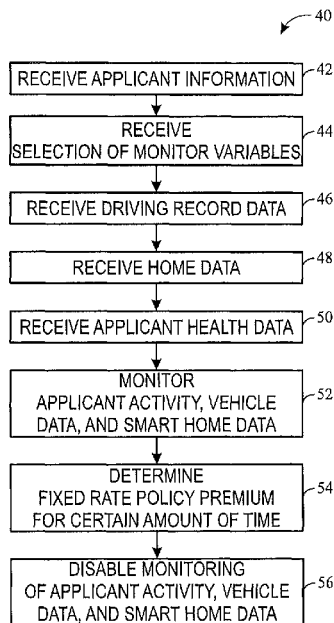 40
RECEIVE APPLICANT INFORMATION
42
RECEIVE
SELECTION OF MONITOR VARIABLES
44
RECEIVE DRIVING RECORD DATA
46
RECEIVE HOME DATA
48
RECEIVE APPLICANT HEALTH DATA
50
MONITOR
APPLICANT ACTIVITY, VEHICLE
DATA, AND SMART HOME DATA
52
DETERMINE
FIXED RATE POLICY PREMIUM
FOR CERTAIN AMOUNT OF TIME
54
DISABLE MONITORING
OF APPLICANT ACTIVITY, VEHICLE
DATA, AND SMART HOME DATA
56